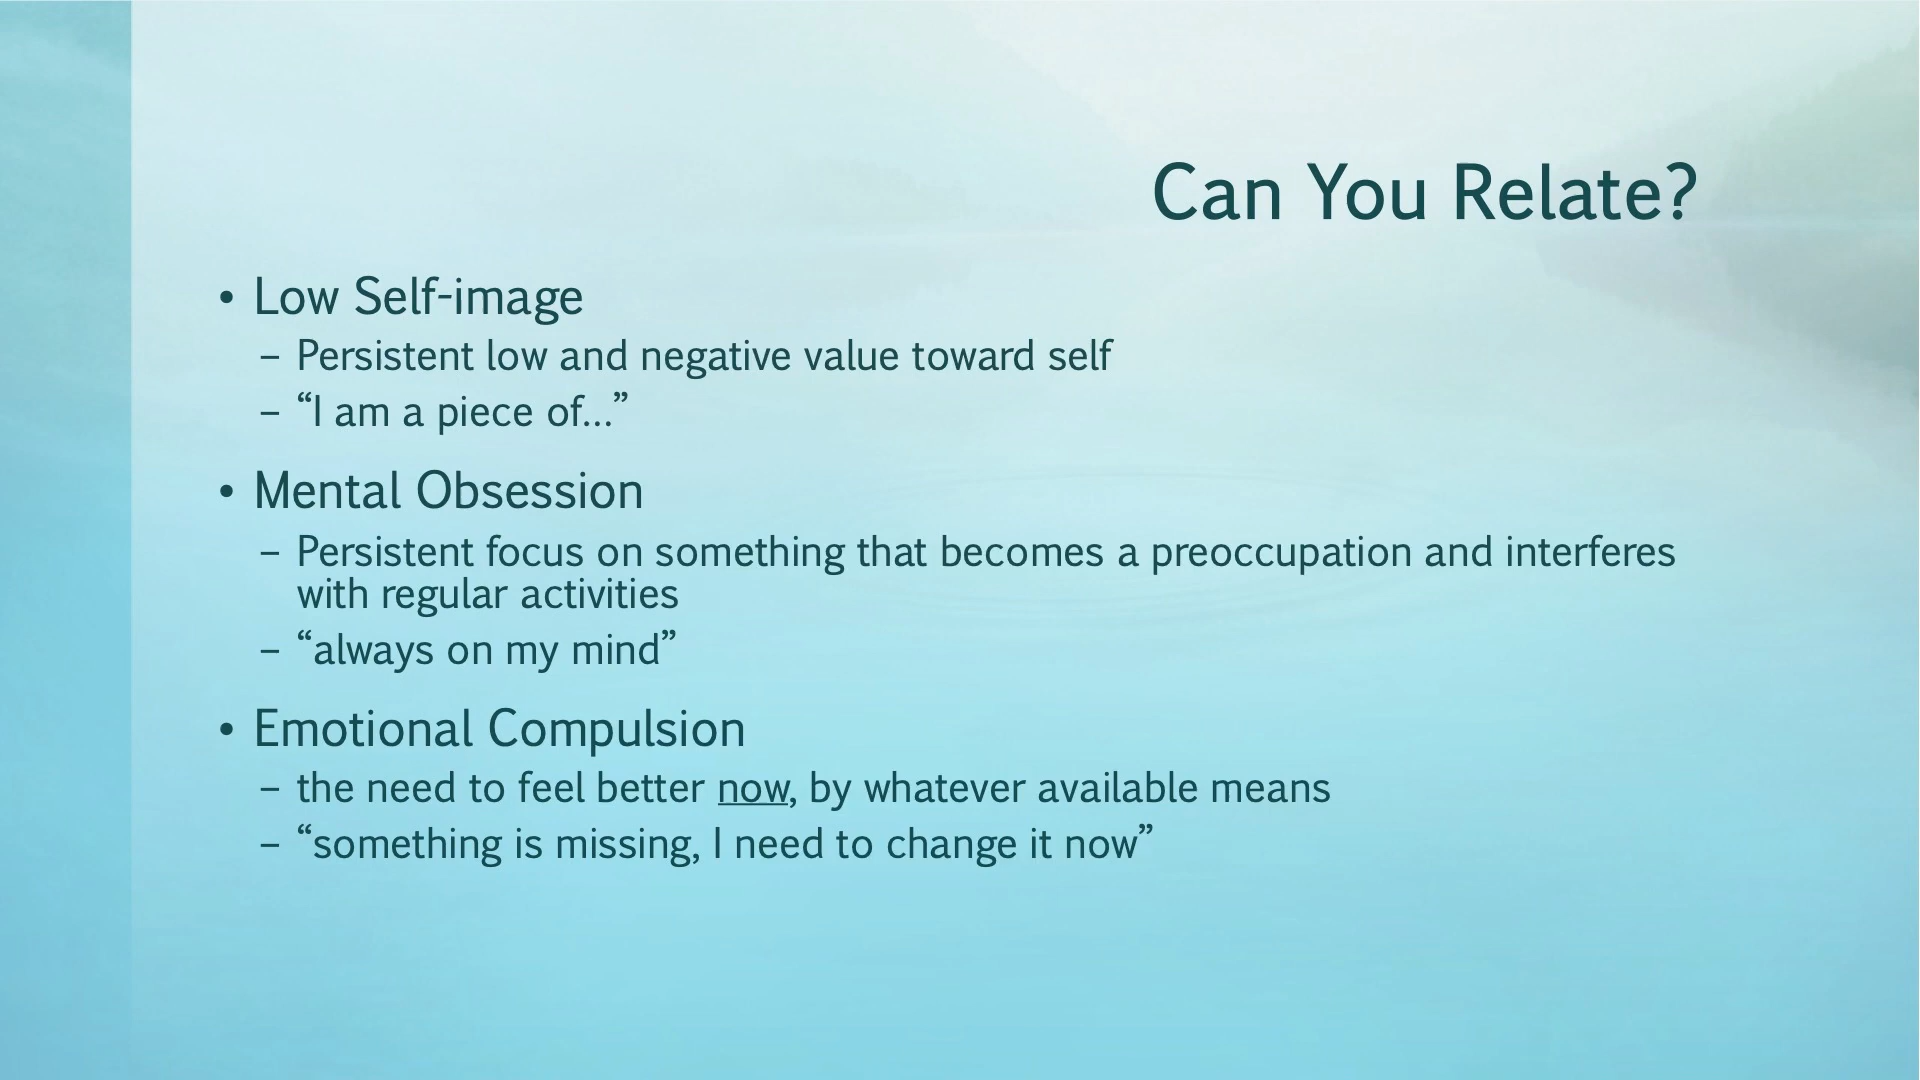 Can You Relate?
• Low Self-image
– Persistent low and negative value toward self
– “I am a piece of…”
• Mental Obsession
– Persistent focus on something that becomes a preoccupation and interferes
with regular activities
– “always on my mind”
• Emotional Compulsion
– the need to feel better now, by whatever available means
– “something is missing, I need to change it now”